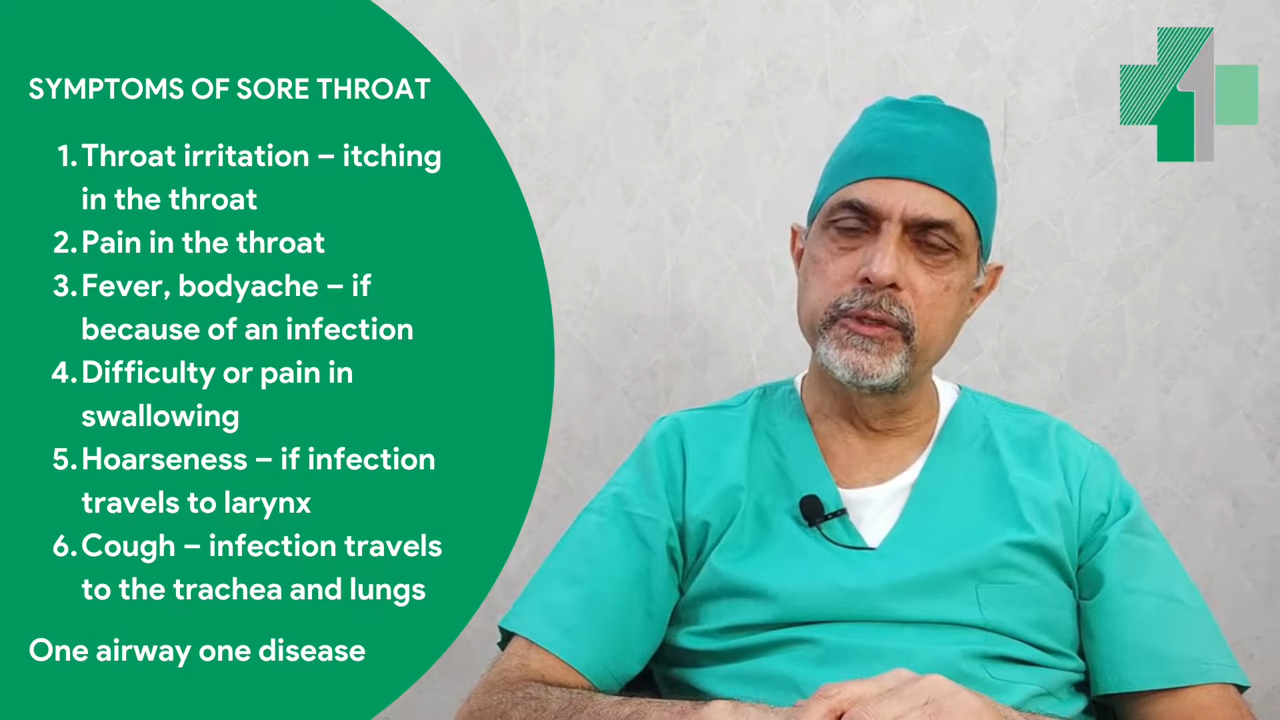 SYMPTOMS OF SORE THROAT
1. Throat irritation – itching
in the throat
2. Pain in the throat
3. Fever, bodyache – if
because of an infection
4. Difficulty or pain in
swallowing
5. Hoarseness – if infection
travels to larynx
6. Cough – infection travels
to the trachea and lungs
One airway one disease